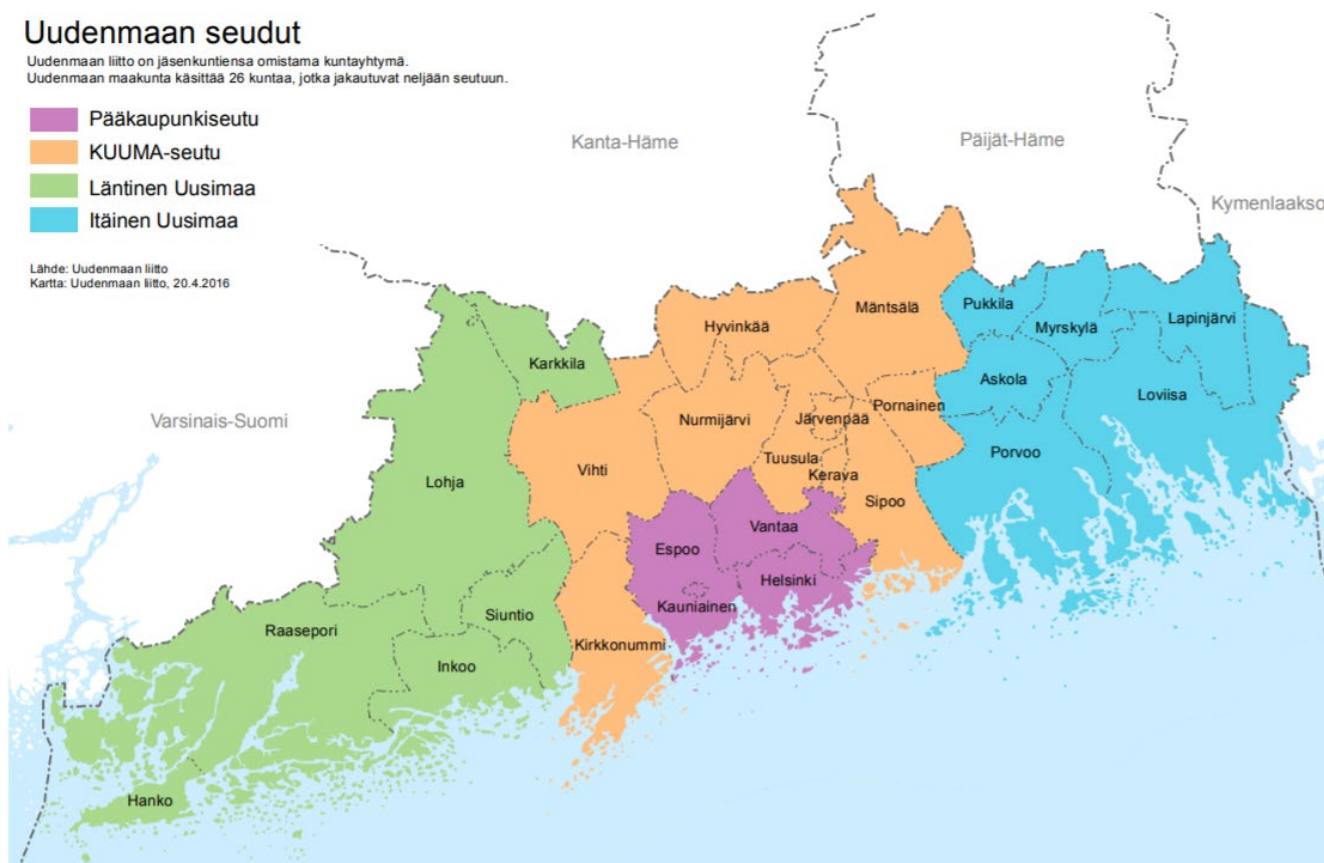 Uudenmaan seudut
Uudenmaan liitto on jäsenkuntiensa omistama kuntayhtymä.
Uudenmaan maakunta käsittää 26 kuntaa, jotka jakautuvat neljään seutuun.
Pääkaupunkiseutu
KUUMA-seutu
Läntinen Uusimaa
Itäinen Uusimaa
Lähde: Uudenmaan liitto
Kartta: Uudenmaan liitto, 20.4.2016
Kanta-Häme
Päijät-Häme
Kymenlaakso
Varsinais-Suomi
Pukkila
Mäntsälä
Lapinjärvi
Hyvinkää
Myrskylä
Karkkila
Askola
Loviisa
Pornainen
Nurmijärvi
Järvenpää
Porvoo
Tuusula
Vihti
Kerava
Lohja
Sipoo
Vantaa
Espoo
Helsinki
Kauniainen
Siuntio
Raasepori
Kirkkonummi
Inkoo
Hanko